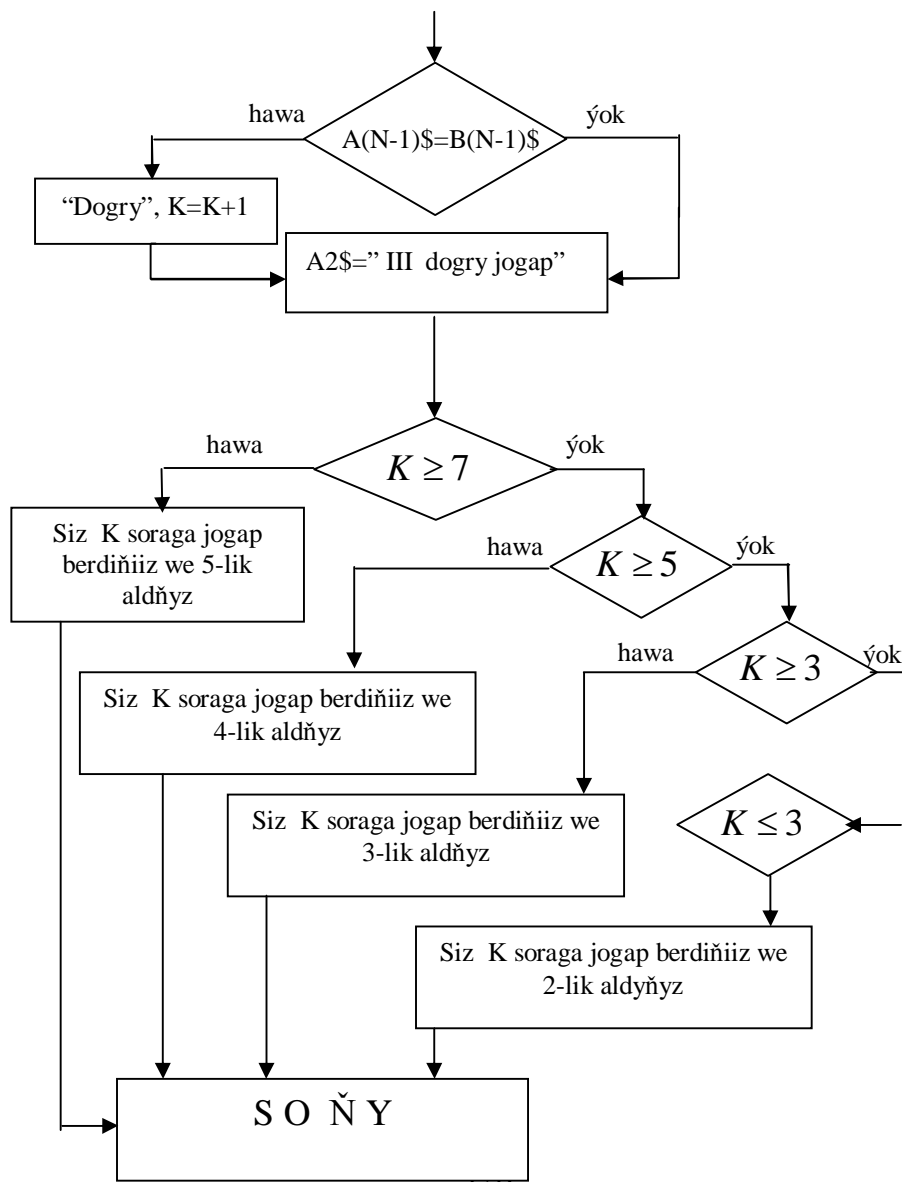 hawa
ýok
A(N-1)$=B(N-1)$
“Dogry”, K=K+1
A2$=” III dogry jogap”
hawa
ýok
K ≥ 7
Siz K soraga jogap
berdiňiiz we 5-lik
aldňyz
hawa
ýok
K ≥ 5
hawa
ýok
K ≥ 3
Siz K soraga jogap berdiňiiz we
4-lik aldňyz
Siz K soraga jogap berdiňiiz we
3-lik aldňyz
K ≤ 3
Siz K soraga jogap berdiňiiz we
2-lik aldyňyz
S O Ň Y